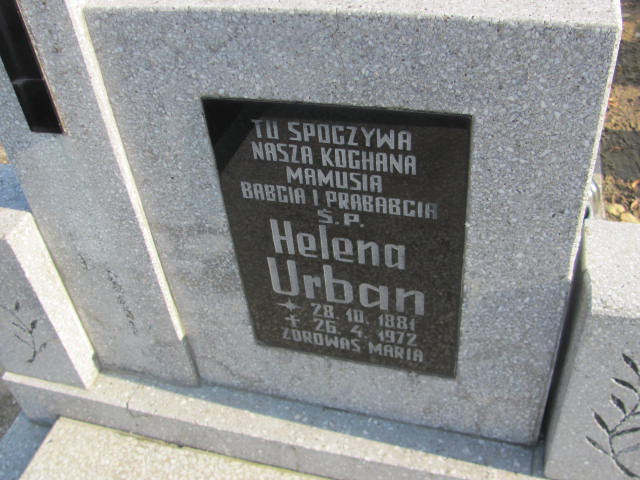 TU SPOCZYWA
NASZA KOCHANA
MAMUSIA
BABCIA I PRABABCIA
Ś.P.
Helena
Urban
28. 10. 1881
26. 4. 1972
ZDROWAŚ MARIA